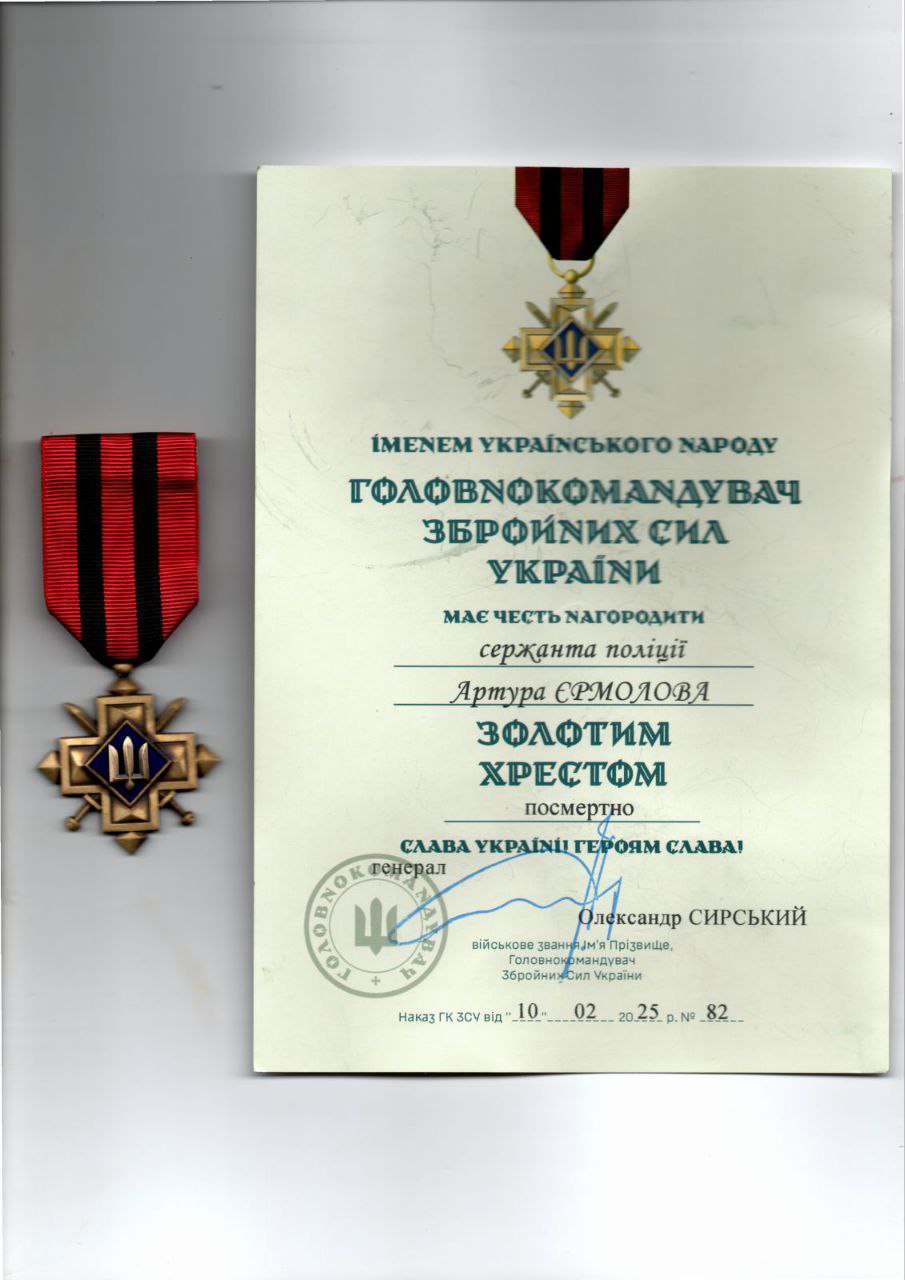 ІМЕНЕМ УКРАЇНСЬКОГО НАРОДУ
ГОЛОВНОКОМАНДУВАЧ
ЗБРОЙНИХ СИЛ
УКРАЇНИ
МАЄ ЧЕСТЬ НАГОРОДИТИ
сержанта поліції
Артура ЄРМОЛОВА
ЗОЛОТИМ
ХРЕСТОМ
посмертно
СЛАВА УКРАЇНІ! ГЕРОЯМ СЛАВА!
генерал
ГОЛОВНОКОМАНДУВАЧ
Олександр СИРСЬКИЙ
військове звання, Ім'я Прізвище,
Головнокомандувач
Збройних Сил України
Наказ ГК ЗСУ від "10" 02 2025 р. № 82